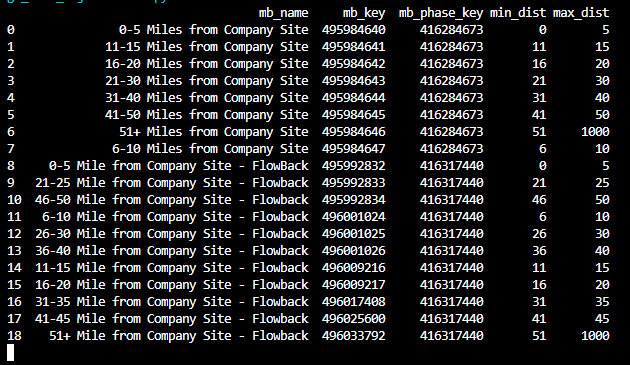 mb_name mb_key mb_phase_key min_dist max_dist
0 0-5 Miles from Company Site 495984640 416284673 0 5
1 11-15 Miles from Company Site 495984641 416284673 11 15
2 16-20 Miles from Company Site 495984642 416284673 16 20
3 21-30 Miles from Company Site 495984643 416284673 21 30
4 31-40 Miles from Company Site 495984644 416284673 31 40
5 41-50 Miles from Company Site 495984645 416284673 41 50
6 51+ Miles from Company Site 495984646 416284673 51 1000
7 6-10 Miles from Company Site 495984647 416284673 6 10
8 0-5 Mile from Company Site - FlowBack 495992832 416317440 0 5
9 21-25 Mile from Company Site - Flowback 495992833 416317440 21 25
10 46-50 Mile from Company Site - Flowback 495992834 416317440 46 50
11 6-10 Mile from Company Site - Flowback 496001024 416317440 6 10
12 26-30 Mile from Company Site - Flowback 496001025 416317440 26 30
13 36-40 Mile from Company Site - Flowback 496001026 416317440 36 40
14 11-15 Mile from Company Site - Flowback 496009216 416317440 11 15
15 16-20 Mile from Company Site - Flowback 496009217 416317440 16 20
16 31-35 Mile from Company Site - Flowback 496017408 416317440 31 35
17 41-45 Mile from Company Site - Flowback 496025600 416317440 41 45
18 51+ Mile from Company Site - Flowback 496033792 416317440 51 1000